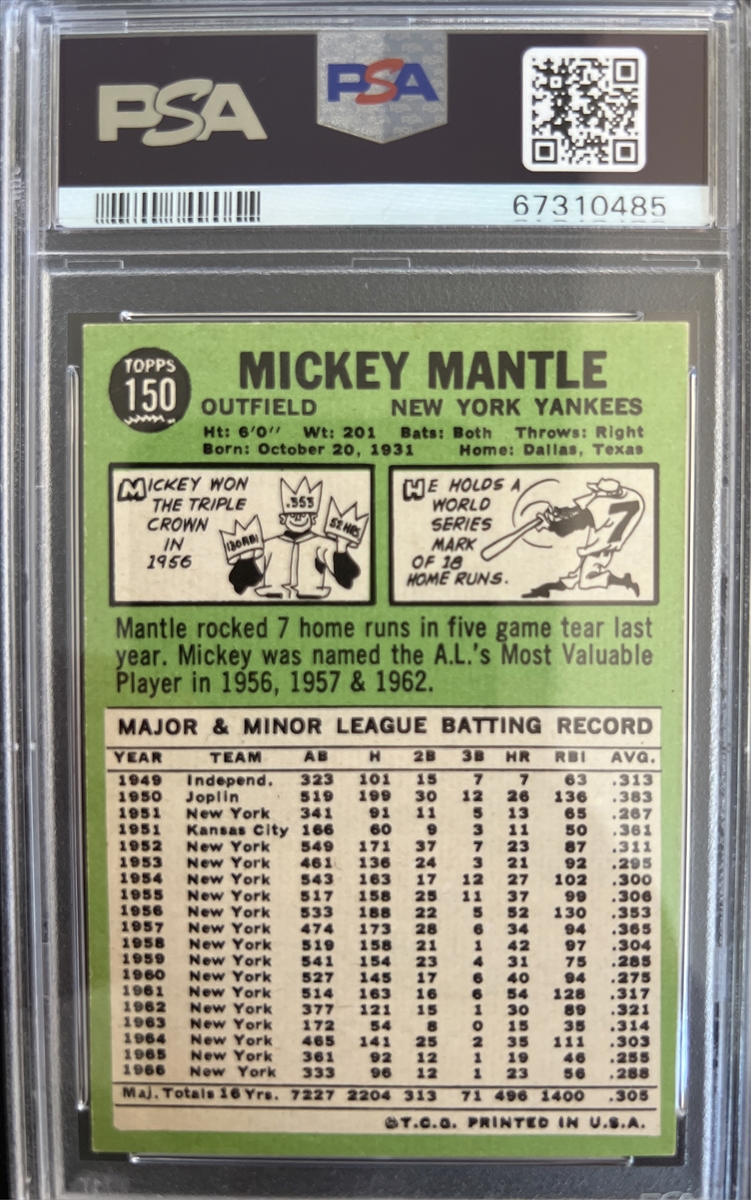 PSA
PSA
67310485
TOPPS
150
MICKEY MANTLE
OUTFIELD NEW YORK YANKEES
Ht: 6'0" Wt: 201 Bats: Both Throws: Right
Born: October 20, 1931 Home: Dallas, Texas
MICKEY WON
THE TRIPLE
CROWN
IN
1956
130 RBI
.353
52 HRS
HE HOLDS A
WORLD
SERIES
MARK
OF 18
HOME RUNS.
7
Mantle rocked 7 home runs in five game tear last
year. Mickey was named the A.L.'s Most Valuable
Player in 1956, 1957 & 1962.
MAJOR & MINOR LEAGUE BATTING RECORD
YEAR TEAM AB H 2B 3B HR RBI AVG.
1949 Independ. 323 101 15 7 7 63 .313
1950 Joplin 519 199 30 12 26 136 .383
1951 New York 341 91 11 5 13 65 .267
1951 Kansas City 166 60 9 3 11 50 .361
1952 New York 549 171 37 7 23 87 .311
1953 New York 461 136 24 3 21 92 .295
1954 New York 543 163 17 12 27 102 .300
1955 New York 517 158 25 11 37 99 .306
1956 New York 533 188 22 5 52 130 .353
1957 New York 474 173 28 6 34 94 .365
1958 New York 519 158 21 1 42 97 .304
1959 New York 541 154 23 4 31 75 .285
1960 New York 527 145 17 6 40 94 .275
1961 New York 514 163 16 6 54 128 .317
1962 New York 377 121 15 1 30 89 .321
1963 New York 172 54 8 0 15 35 .314
1964 New York 465 141 25 2 35 111 .303
1965 New York 361 92 12 1 19 46 .255
1966 New York 333 96 12 1 23 56 .288
Maj. Totals 16 Yrs. 7227 2204 313 71 496 1400 .305
©T.C.G. PRINTED IN U.S.A.